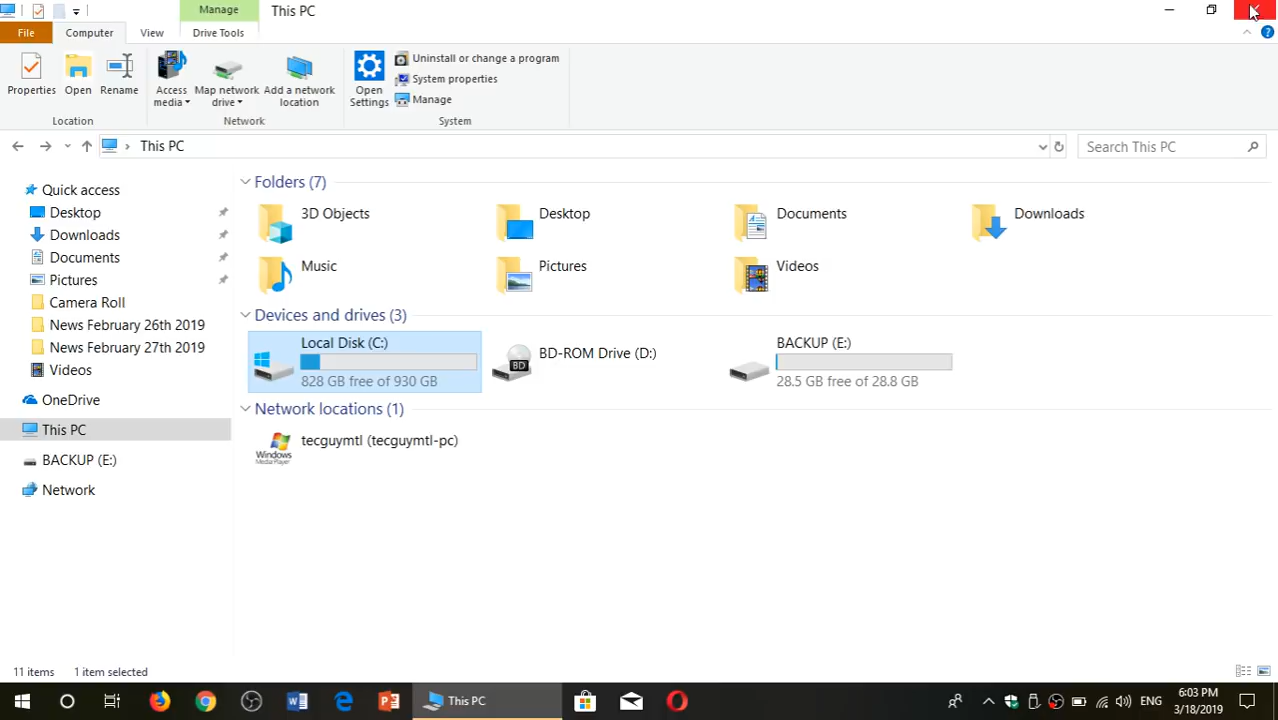 Manage
This PC
File
Computer
View
Drive Tools
Properties
Open
Rename
Access media
Map network drive
Add a network location
Open Settings
Uninstall or change a program
System properties
Manage
Location
Network
System
This PC
Search This PC
Quick access
Desktop
Downloads
Documents
Pictures
Camera Roll
News February 26th 2019
News February 27th 2019
Videos
OneDrive
This PC
BACKUP (E:)
Network
Folders (7)
3D Objects
Desktop
Documents
Downloads
Music
Pictures
Videos
Devices and drives (3)
Local Disk (C:)
828 GB free of 930 GB
BD
BD-ROM Drive (D:)
BACKUP (E:)
28.5 GB free of 28.8 GB
Network locations (1)
Windows
Media Player
tecguymtl (tecguymtl-pc)
11 items
1 item selected
This PC
ENG
6:03 PM
3/18/2019